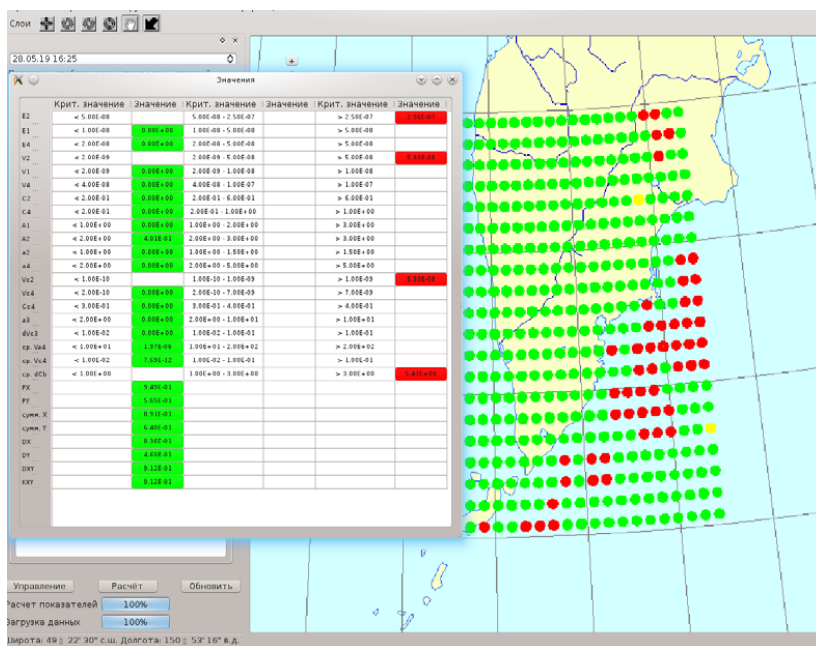 Слои
28.05.19 16:25
Значения
Крит. значение Значение Крит. значение Значение Крит. значение Значение
E2 < 5.00E-08 5.00E-08 - 2.50E-07 > 2.50E-07
E1 < 1.00E-08 0.00E+00 1.00E-08 - 5.00E-08 > 5.00E-08
E4 < 2.00E-08 0.00E+00 2.00E-08 - 5.00E-08 > 5.00E-08
V2 < 2.00E-09 2.00E-09 - 5.00E-08 > 5.00E-08
V1 < 2.00E-09 0.00E+00 2.00E-09 - 1.00E-08 > 1.00E-08
V4 < 4.00E-08 0.00E+00 4.00E-08 - 1.00E-07 > 1.00E-07
C2 < 2.00E-01 0.00E+00 2.00E-01 - 6.00E-01 > 6.00E-01
C4 < 2.00E-01 0.00E+00 2.00E-01 - 1.00E+00 > 1.00E+00
A1 < 1.00E+00 0.00E+00 1.00E+00 - 2.00E+00 > 3.00E+00
A2 < 2.00E+00 4.01E-01 2.00E+00 - 3.00E+00 > 3.00E+00
a2 < 1.00E+00 0.00E+00 1.00E+00 - 1.50E+00 > 1.50E+00
a4 < 2.00E+00 0.00E+00 2.00E+00 - 5.00E+00 > 5.00E+00
Vc2 < 1.00E-10 1.00E-10 - 1.00E-09 > 1.00E-09
Vc4 < 2.00E-10 0.00E+00 2.00E-10 - 7.00E-09 > 7.00E-09
Cc4 < 3.00E-01 0.00E+00 3.00E-01 - 4.00E-01 > 4.00E-01
a3 < 2.00E+00 0.00E+00 2.00E+00 - 1.00E+01 > 1.00E+01
dVc3 < 1.00E-02 0.00E+00 1.00E-02 - 1.00E-01 > 1.00E-01
ср. Va4 < 1.00E+01 1.97E-06 1.00E+01 - 2.00E+02 > 2.00E+02
ср. Vc4 < 1.00E-02 7.69E-12 1.00E-02 - 1.00E-01 > 1.00E-01
ср. dCb < 1.00E+00 1.00E+00 - 3.00E+00 > 3.00E+00
PX 9.49E-01
PY 5.65E-01
сумм. X 8.93E-01
сумм. Y 6.40E-01
DX 8.30E-01
DY 4.60E-01
DXY 9.12E-01
KXY 9.12E-01
Управление Расчёт Обновить
Расчет показателей 100%
Загрузка данных 100%
Широта: 49 22' 30" с.ш. Долгота: 150 53' 16" в.д.